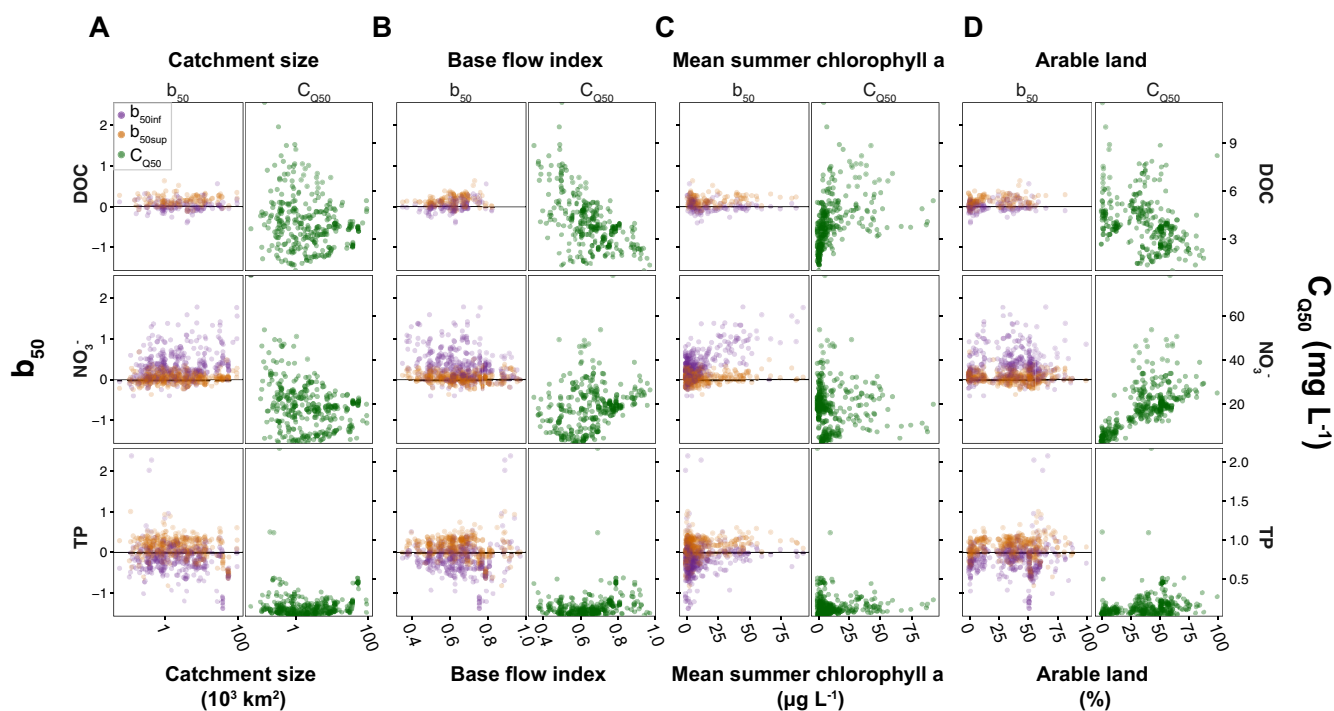 A B C D
Catchment size Base flow index Mean summer chlorophyll a Arable land
b50 CQ50 b50 CQ50 b50 CQ50 b50 CQ50
b50inf
b50sup
CQ50
b50
CQ50 (mg L-1)
DOC
2
1
0
−1
9
6
3
DOC
NO3-
2
1
0
−1
60
40
20
NO3-
TP
2
1
0
−1
2.0
1.5
1.0
0.5
TP
1 100 1 100 0.4 0.6 0.8 1.0 0.4 0.6 0.8 1.0 0 25 50 75 0 25 50 75 0 25 50 75 100 0 25 50 75 100
Catchment size Base flow index Mean summer chlorophyll a Arable land
(10³ km²) (µg L-1) (%)